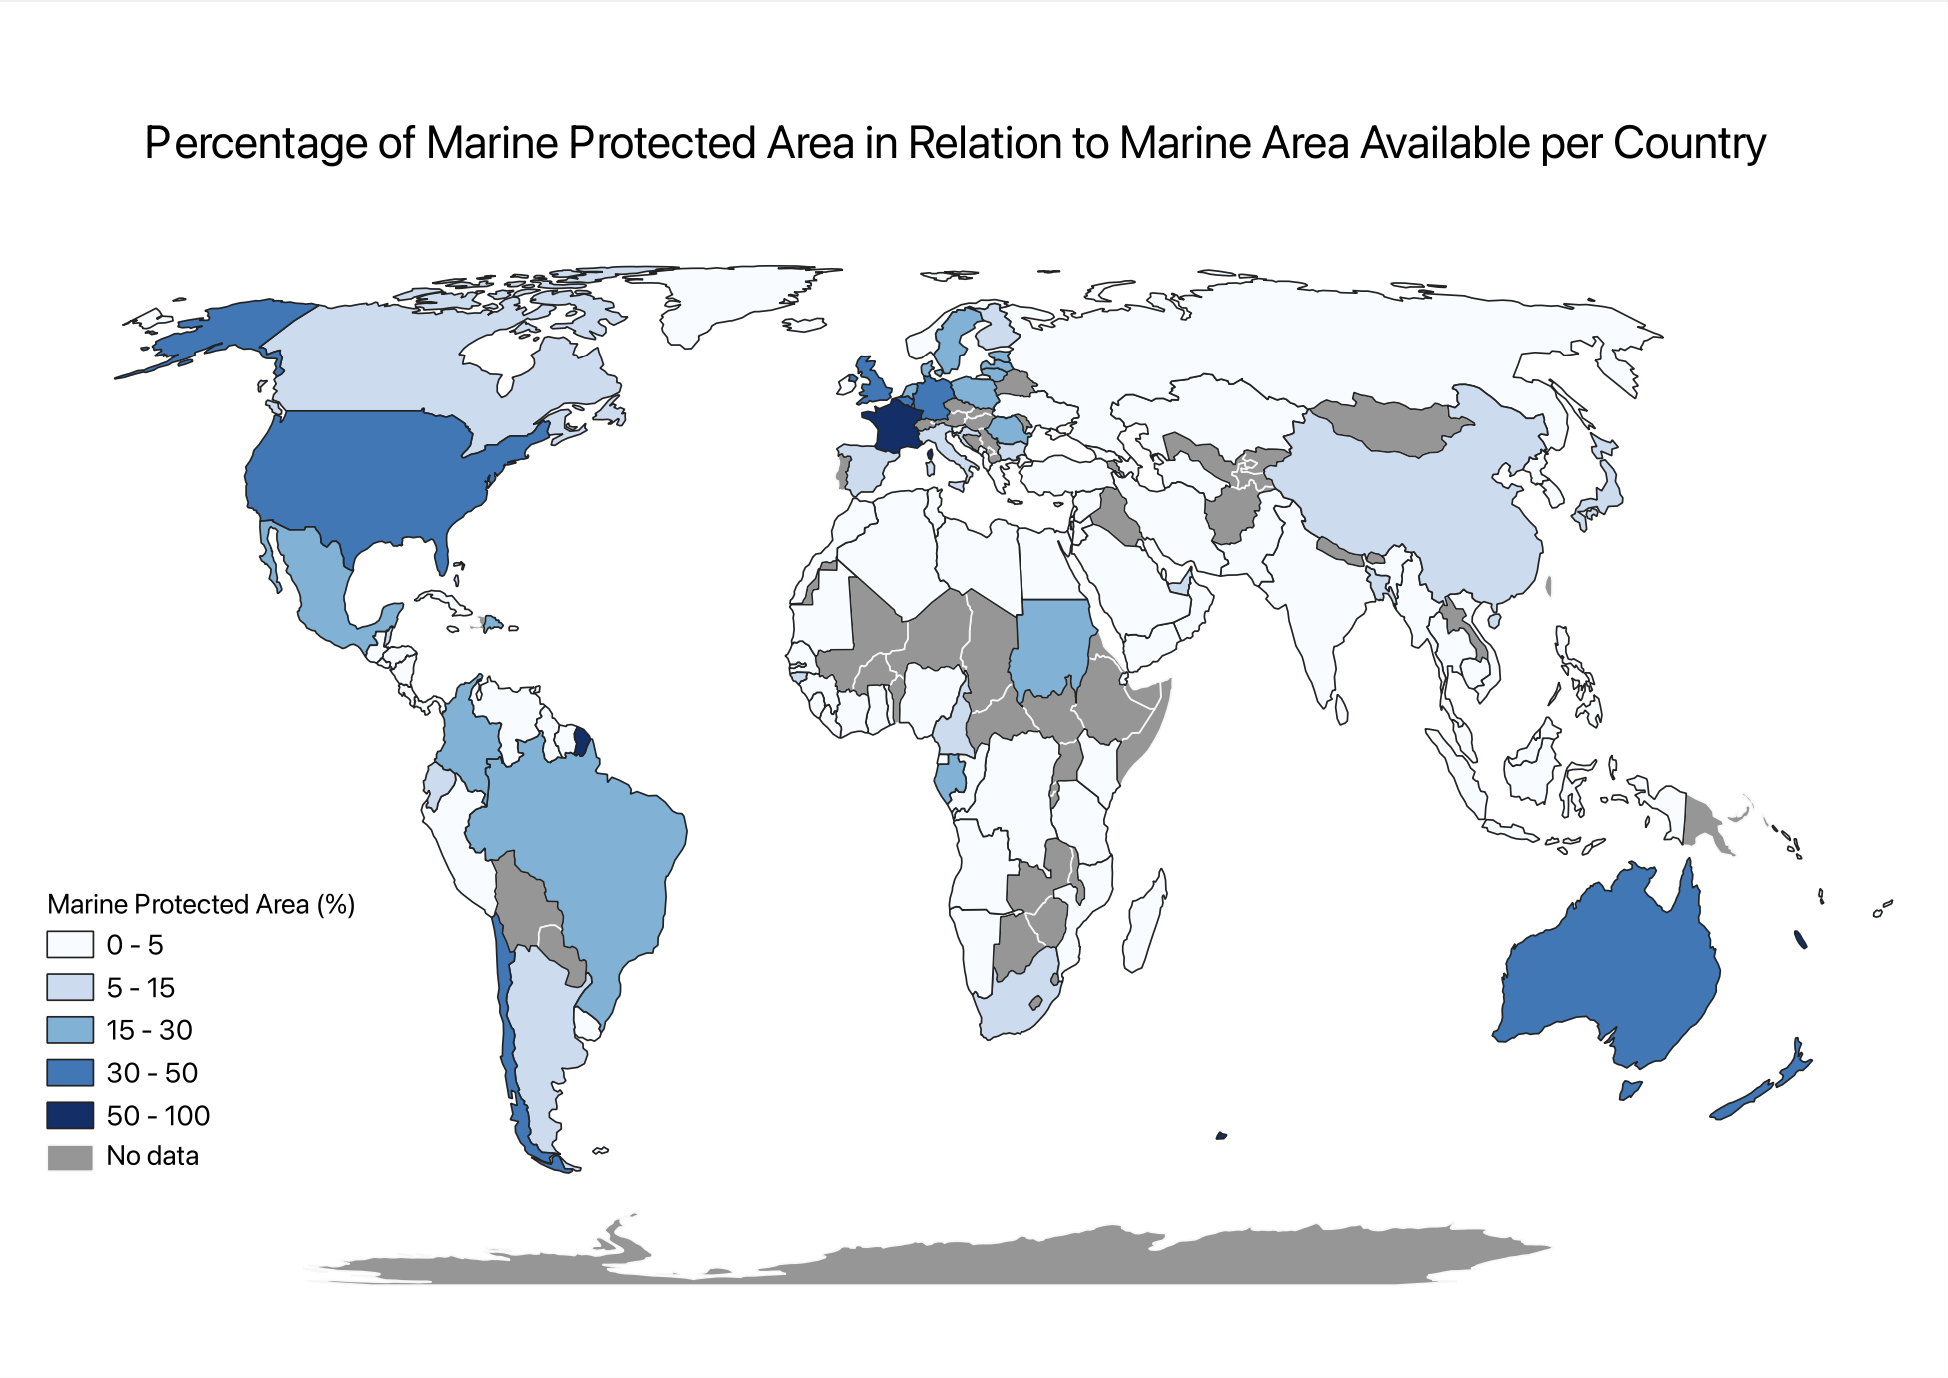 Percentage of Marine Protected Area in Relation to Marine Area Available per Country
Marine Protected Area (%)
0 - 5
5 - 15
15 - 30
30 - 50
50 - 100
No data